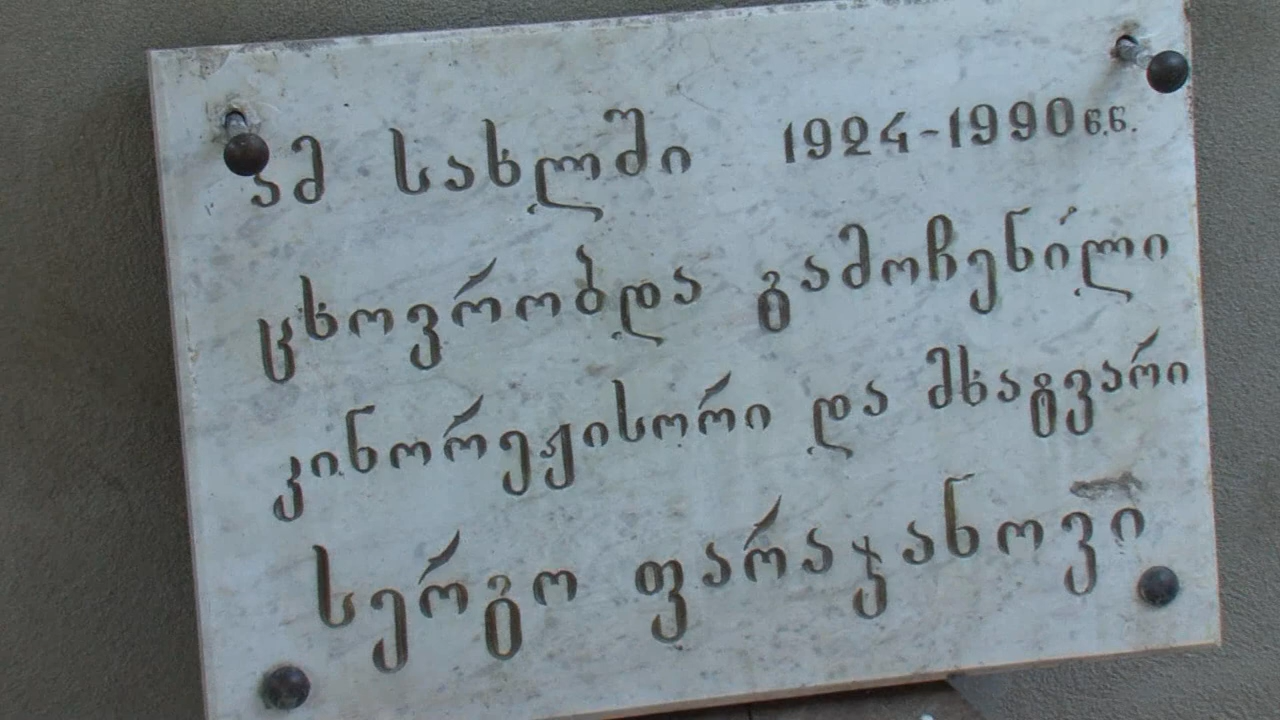 ამ სახლში 1924-1990 წ.წ.
ცხოვრობდა გამოჩენილი
კინორეჟისორი და მხატვარი
სერგო ფარაჯანოვი